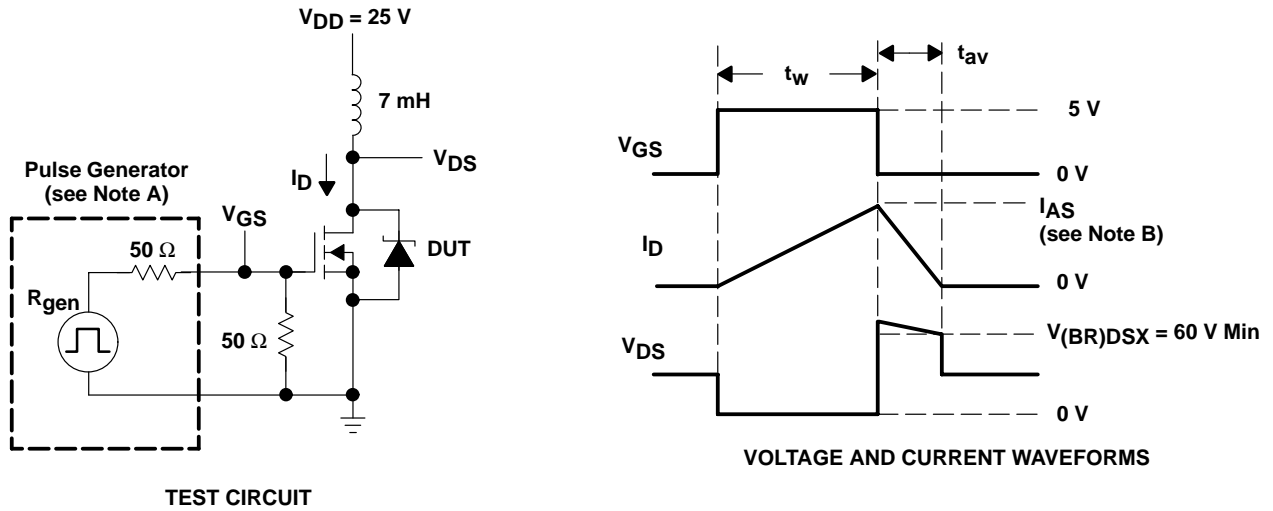 VDD = 25 V
7 mH
VDS
ID
Pulse Generator
(see Note A)
VGS
50 Ω
DUT
Rgen
50 Ω
TEST CIRCUIT
tw
tav
VGS
5 V
0 V
ID
IAS
(see Note B)
0 V
VDS
V(BR)DSX = 60 V Min
0 V
VOLTAGE AND CURRENT WAVEFORMS